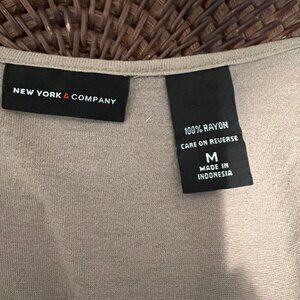 NEW YORK & COMPANY
100% RAYON
CARE ON REVERSE
M
MADE IN
INDONESIA